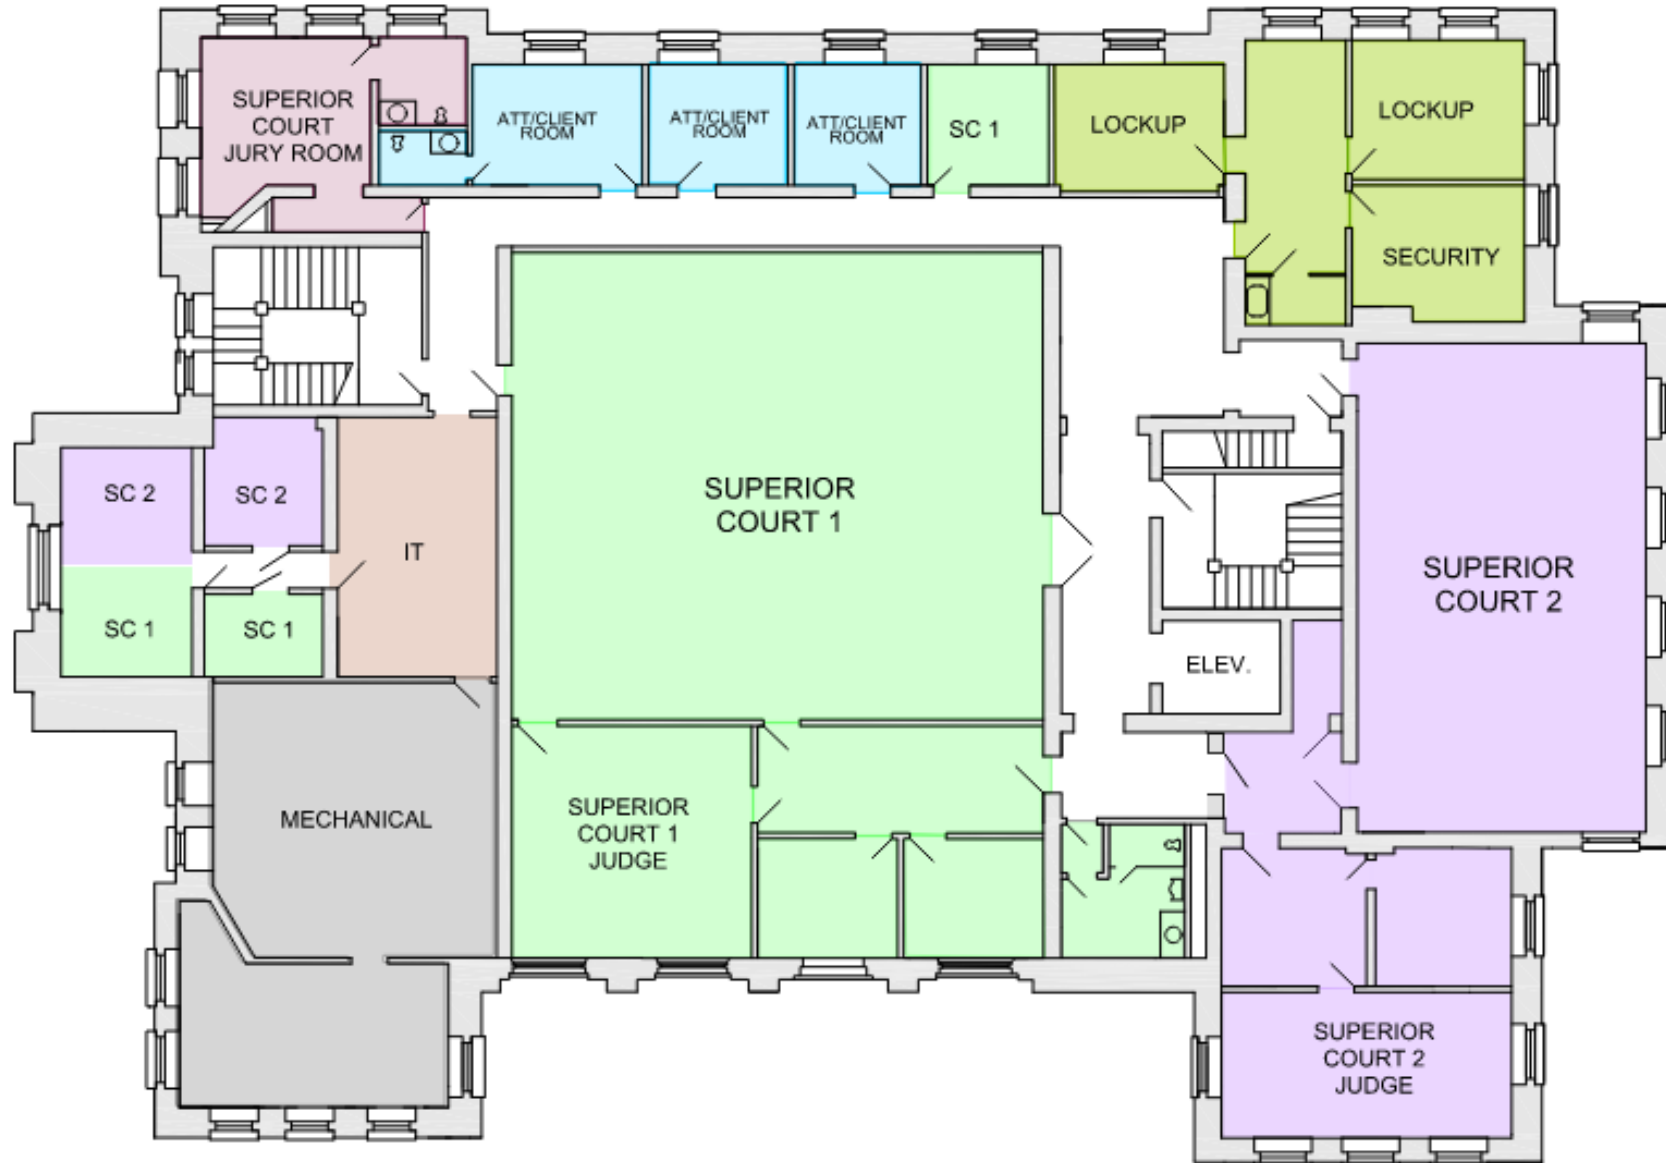 SUPERIOR
COURT
JURY ROOM
ATT/CLIENT
ROOM
ATT/CLIENT
ROOM
ATT/CLIENT
ROOM
SC 1
LOCKUP
LOCKUP
SECURITY
SC 2
SC 2
IT
SC 1
SC 1
SUPERIOR
COURT 1
SUPERIOR
COURT 2
ELEV.
MECHANICAL
SUPERIOR
COURT 1
JUDGE
SUPERIOR
COURT 2
JUDGE